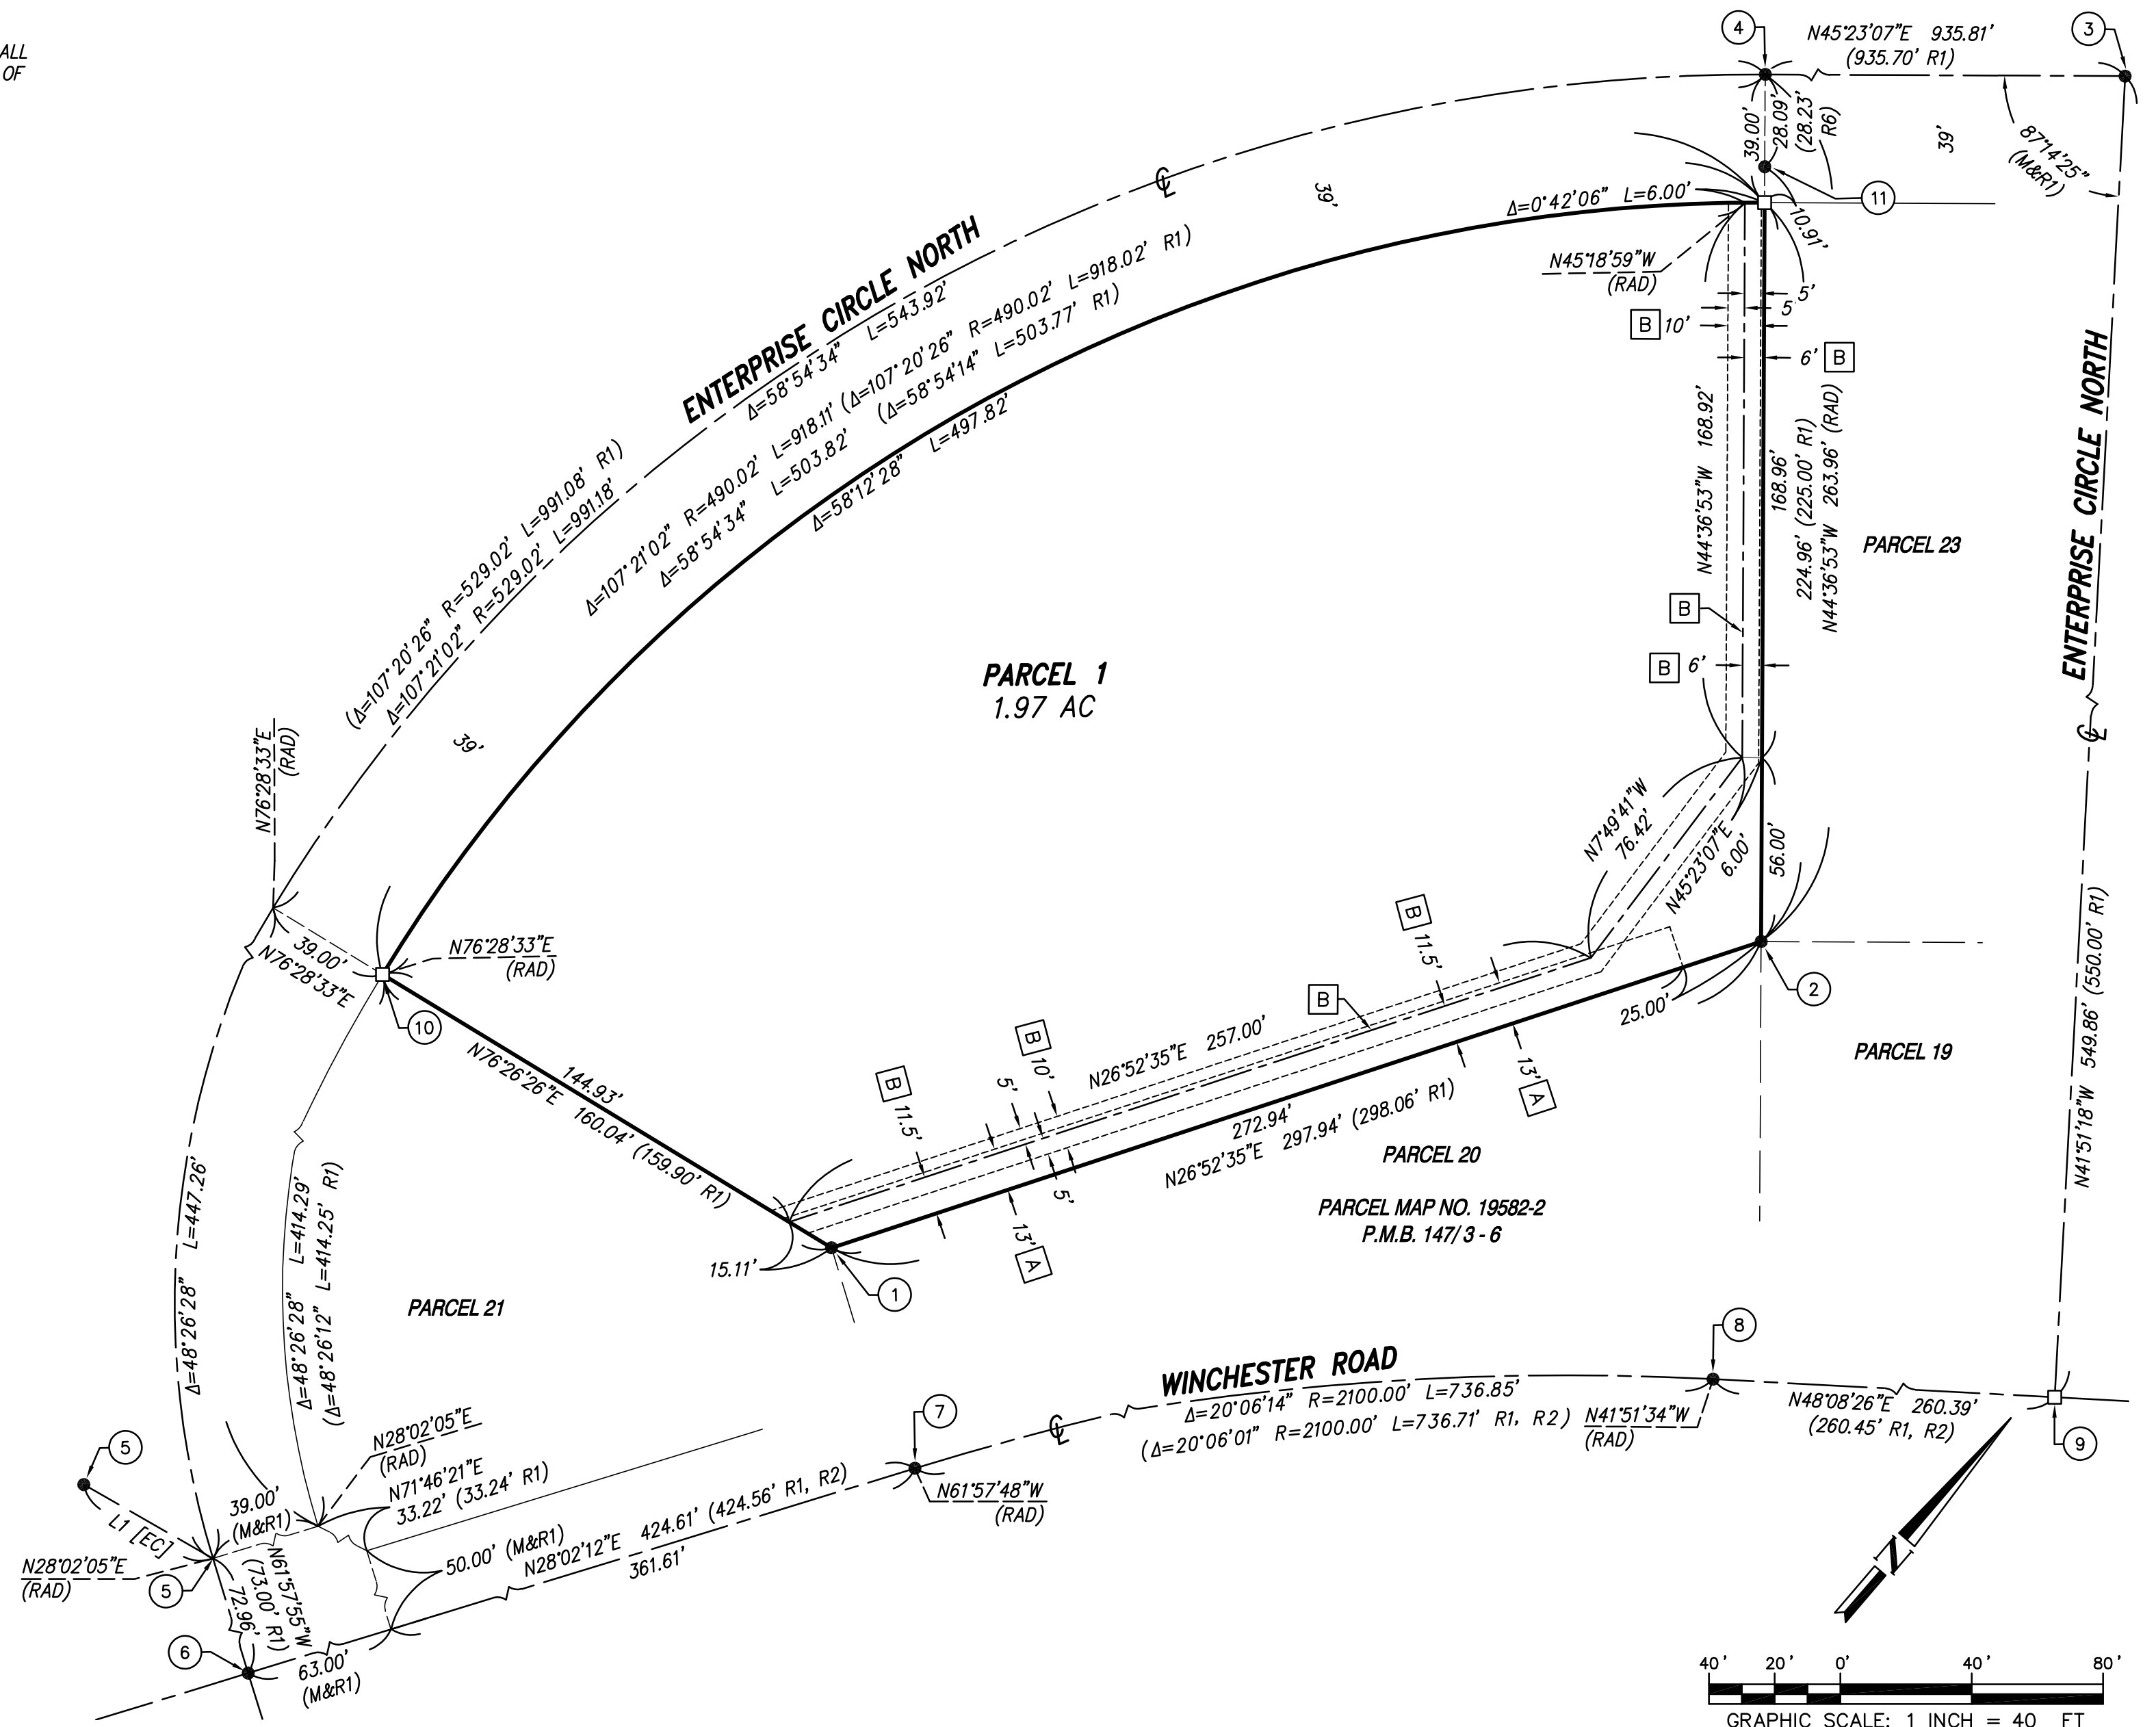 ALL
OF
4
N45°23'07"E 935.81'
(935.70' R1)
3
39.00'
28.09'
(28.23'
R6)
39'
87°14'25"
(M&R1)
11
10.91'
Δ=0°42'06" L=6.00'
N45°18'59"W
(RAD)
39'
ENTERPRISE CIRCLE NORTH
Δ=58°54'34" L=543.92'
Δ=107°21'02" R=490.02' L=918.11' (Δ=107°20'26" R=490.02' L=918.02' R1)
Δ=58°54'34" L=503.82' (Δ=58°54'14" L=503.77' R1)
Δ=58°12'28" L=497.82'
(Δ=107°20'26" R=529.02' L=991.08' R1)
Δ=107°21'02" R=529.02' L=991.18'
39'
5'
5'
B 10'
6' B
N44°36'53"W 168.92'
168.96'
224.96' (225.00' R1)
N44°36'53"W 263.96' (RAD)
PARCEL 23
ENTERPRISE CIRCLE NORTH
B
B 6'
PARCEL 1
1.97 AC
N76°28'33"E
(RAD)
39.00'
N76°28'33"E
N76°28'33"E
(RAD)
10
N7°49'41"W
76.42'
N45°23'07"E
6.00'
56.00'
2
25.00'
N41°51'18"W 549.86' (550.00' R1)
PARCEL 19
B 11.5'
B
B 10'
5'
N26°52'35"E 257.00'
B 11.5'
5'
13' A
272.94'
N26°52'35"E 297.94' (298.06' R1)
13' A
144.93'
N76°26'26"E 160.04' (159.90' R1)
15.11'
1
PARCEL 20
PARCEL MAP NO. 19582-2
P.M.B. 147/3 - 6
PARCEL 21
Δ=48°26'28" L=447.26'
Δ=48°26'28" L=414.29'
(Δ=48°26'12" L=414.25' R1)
8
WINCHESTER ROAD
Δ=20°06'14" R=2100.00' L=736.85'
(Δ=20°06'01" R=2100.00' L=736.71' R1, R2)
N41°51'34"W
(RAD)
N48°08'26"E 260.39'
(260.45' R1, R2)
9
7
N61°57'48"W
(RAD)
N28°02'05"E
(RAD)
N71°46'21"E
33.22' (33.24' R1)
5
L1 [EC]
39.00'
(M&R1)
50.00' (M&R1)
N28°02'12"E 424.61' (424.56' R1, R2)
361.61'
N28°02'05"E
(RAD)
5
N61°57'55"W
(73.00' R1)
72.96'
6
63.00'
(M&R1)
N
40' 20' 0' 40' 80'
GRAPHIC SCALE: 1 INCH = 40 FT